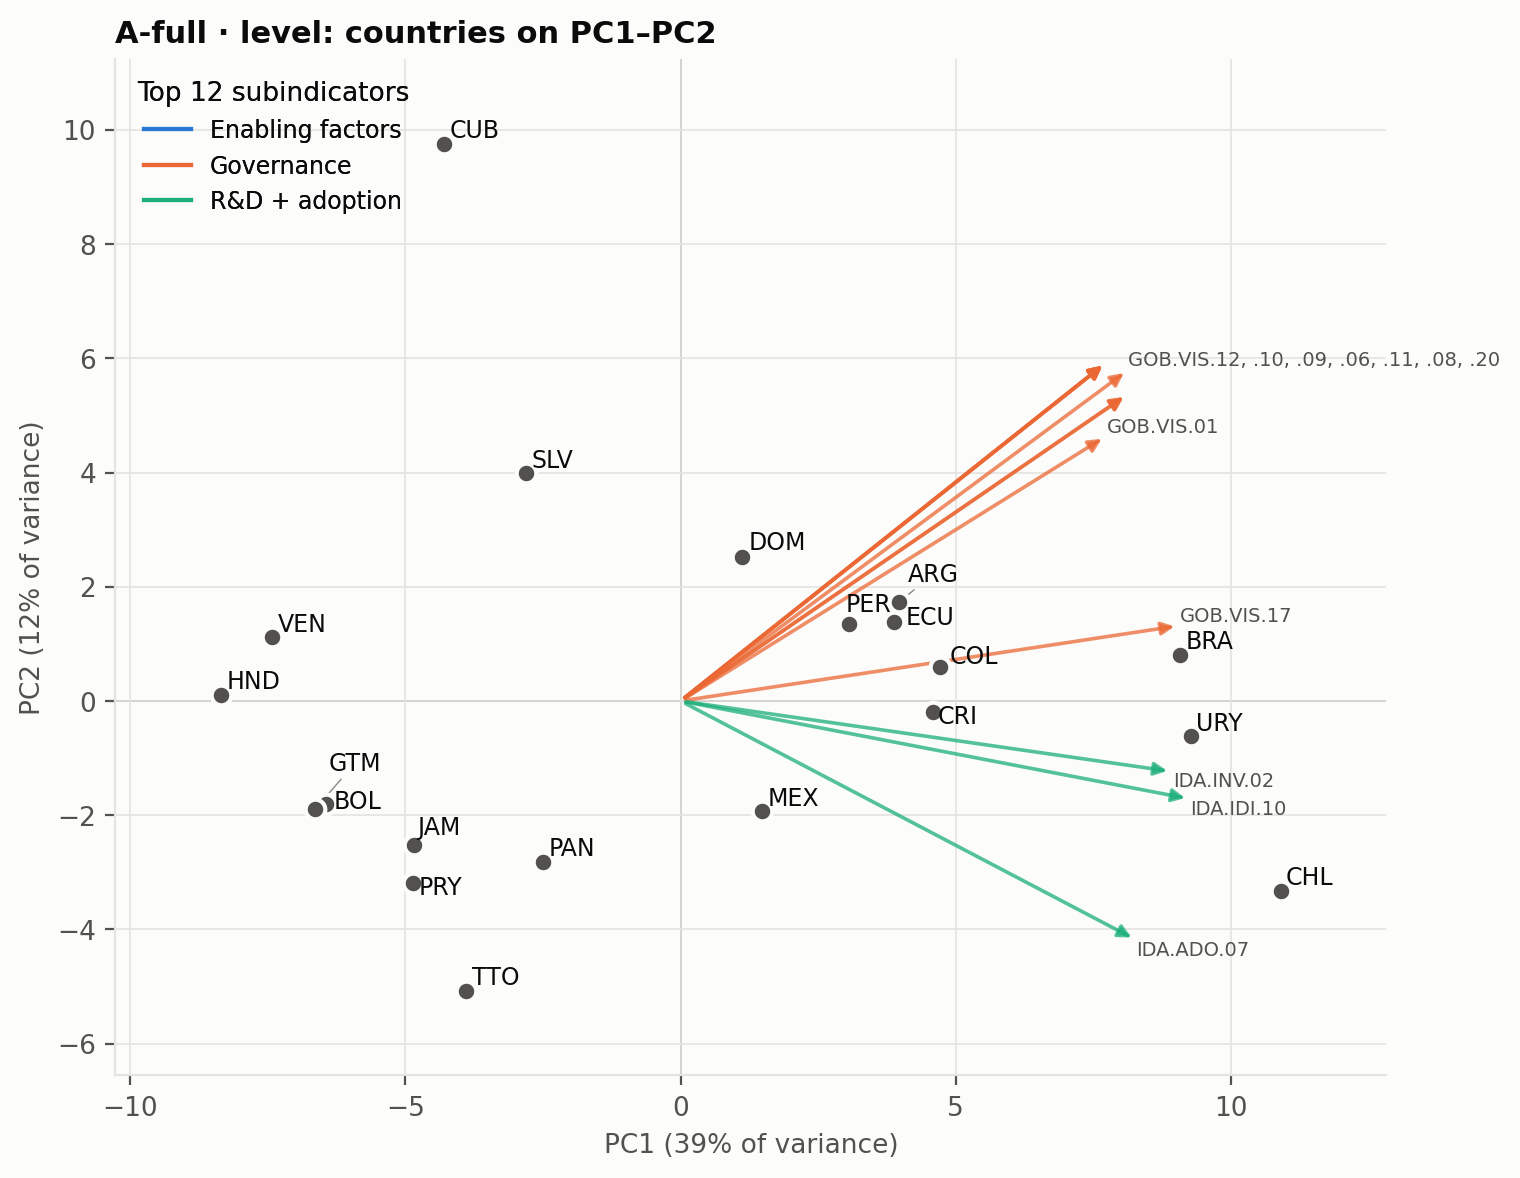 A-full · level: countries on PC1–PC2
Top 12 subindicators
Enabling factors
Governance
R&D + adoption
PC2 (12% of variance)
10
8
6
4
2
0
−2
−4
−6
CUB
GOB.VIS.12, .10, .09, .06, .11, .08, .20
GOB.VIS.01
SLV
DOM
ARG
PER
ECU
GOB.VIS.17
VEN
BRA
COL
HND
CRI
URY
GTM
IDA.INV.02
BOL
MEX
IDA.IDI.10
JAM
PAN
CHL
PRY
IDA.ADO.07
TTO
−10
−5
0
5
10
PC1 (39% of variance)